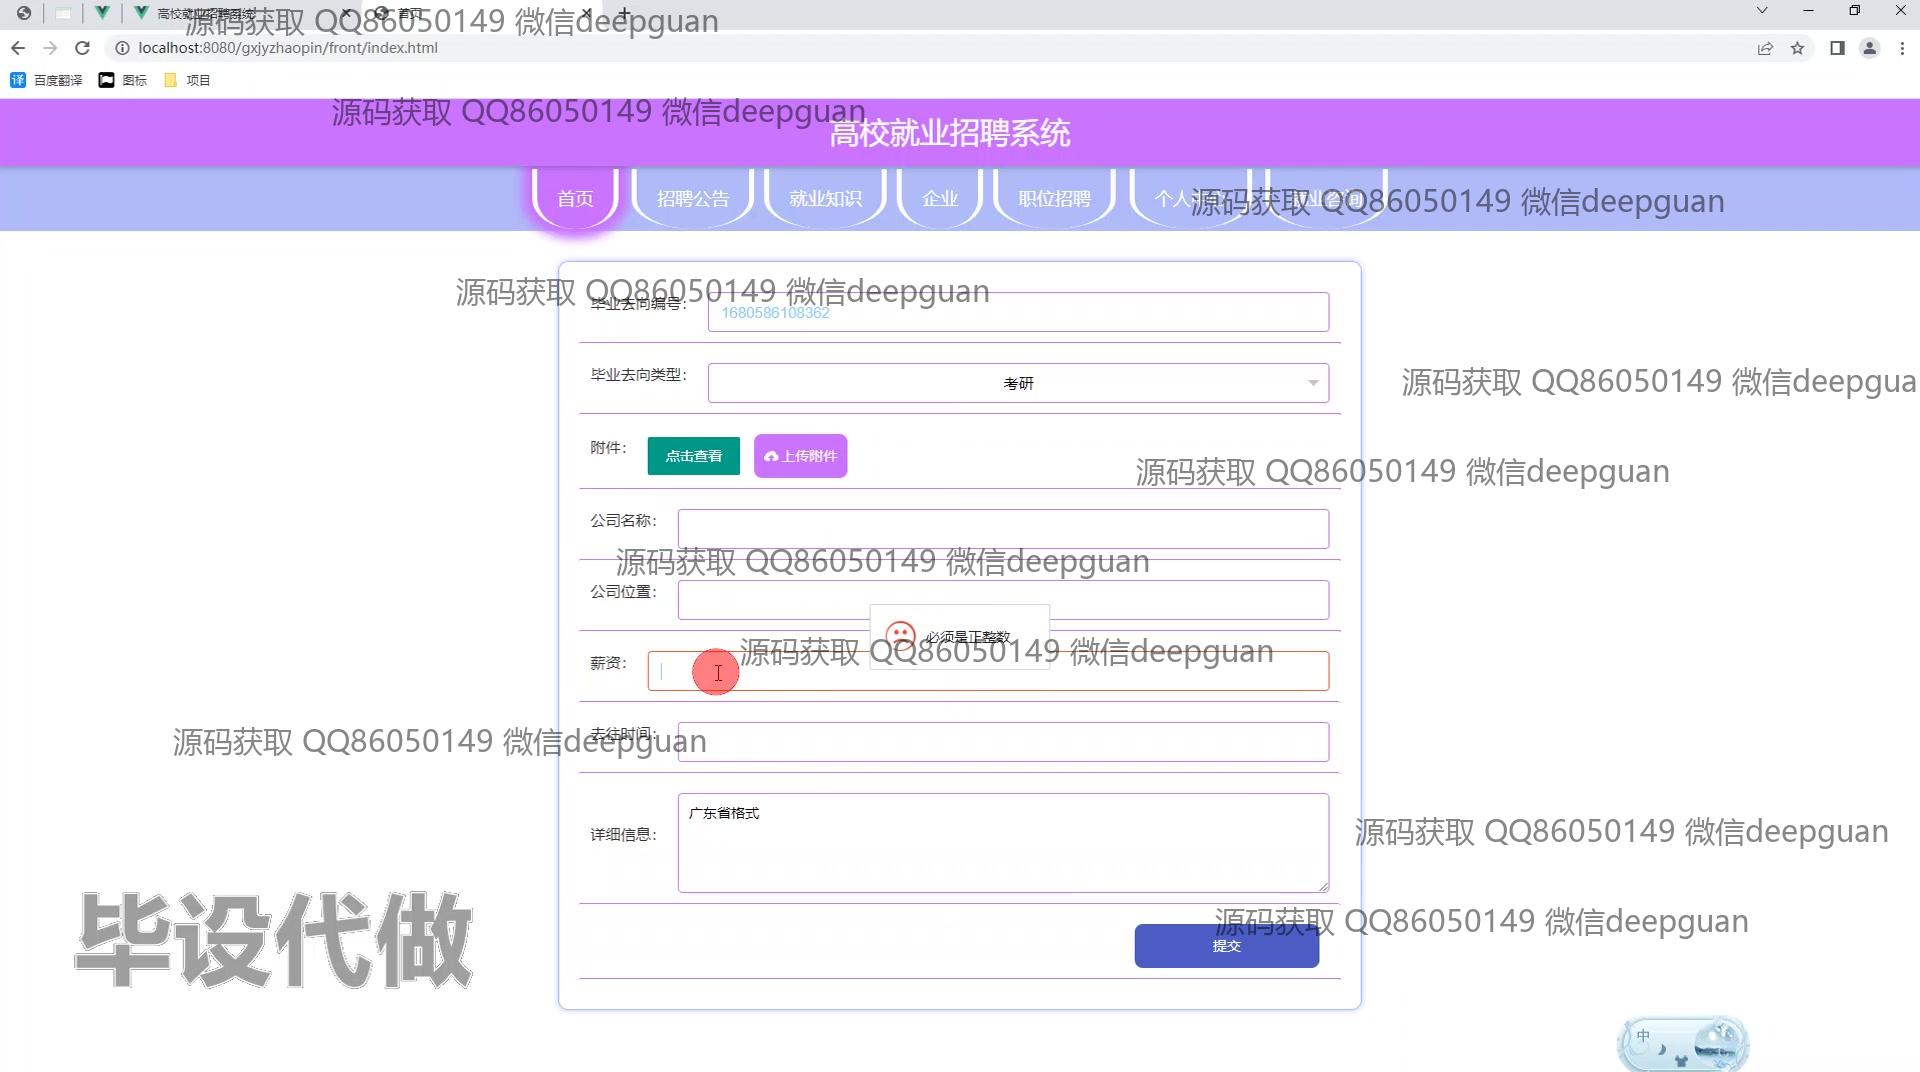 高校就业招聘系统
首页
源码获取 QQ86050149 微信deepguan
localhost:8080/gxjyzhaopin/front/index.html
译 百度翻译 图标 项目
源码获取 QQ86050149 微信deepguan
高校就业招聘系统
首页 招聘公告 就业知识 企业 职位招聘
源码获取 QQ86050149 微信deepguan
源码获取 QQ86050149 微信deepguan
毕业去向编号: 1680586108362
毕业去向类型: 考研
源码获取 QQ86050149 微信deepgua
附件: 点击查看 上传附件
源码获取 QQ86050149 微信deepguan
公司名称:
源码获取 QQ86050149 微信deepguan
公司位置:
必须是正整数
源码获取 QQ86050149 微信deepguan
薪资:
去往时间:
源码获取 QQ86050149 微信deepguan
广东省格式
详细信息:
源码获取 QQ86050149 微信deepguan
毕设代做
源码获取 QQ86050149 微信deepguan
提交
中